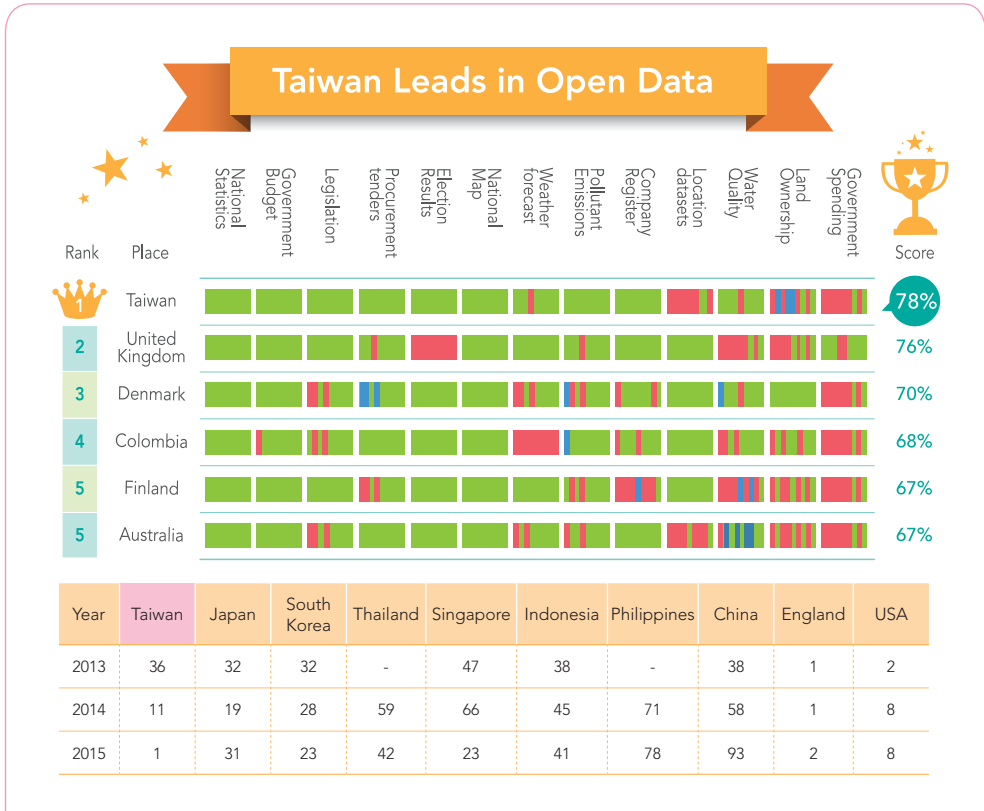 Taiwan Leads in Open Data
National
Statistics
Government
Budget
Legislation
Procurement
tenders
Election
Results
National
Map
Weather
forecast
Polllutant
Emissions
Company
Register
Location
datasets
Water
Quality
Land
Ownership
Government
Spending
Rank Place Score
1 Taiwan 78%
2 United Kingdom 76%
3 Denmark 70%
4 Colombia 68%
5 Finland 67%
5 Australia 67%
Year Taiwan Japan South Korea Thailand Singapore Indonesia Philippines China England USA
2013 36 32 32 - 47 38 - 38 1 2
2014 11 19 28 59 66 45 71 58 1 8
2015 1 31 23 42 23 41 78 93 2 8